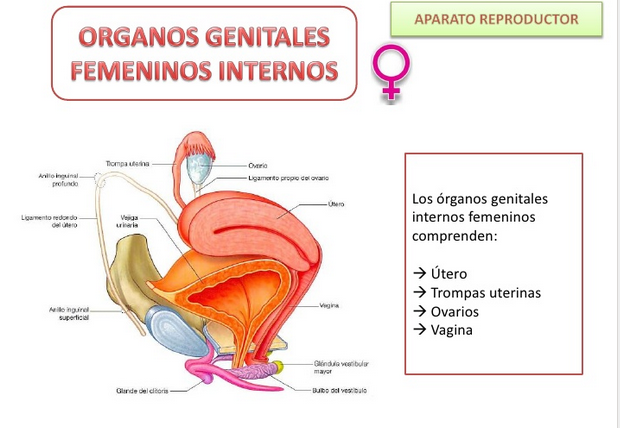 APARATO REPRODUCTOR
ORGANOS GENITALES
FEMENINOS INTERNOS
Trompa uterina
Ovario
Anillo inguinal
profundo
Ligamento propio del ovario
Útero
Ligamento redondo
del útero
Vejiga
urinaria
Vagina
Anillo inguinal
superficial
Glándula vestibular
mayor
Glande del clítoris
Bulbo del vestíbulo
Los órganos genitales
internos femeninos
comprenden:
→ Útero
→ Trompas uterinas
→ Ovarios
→ Vagina